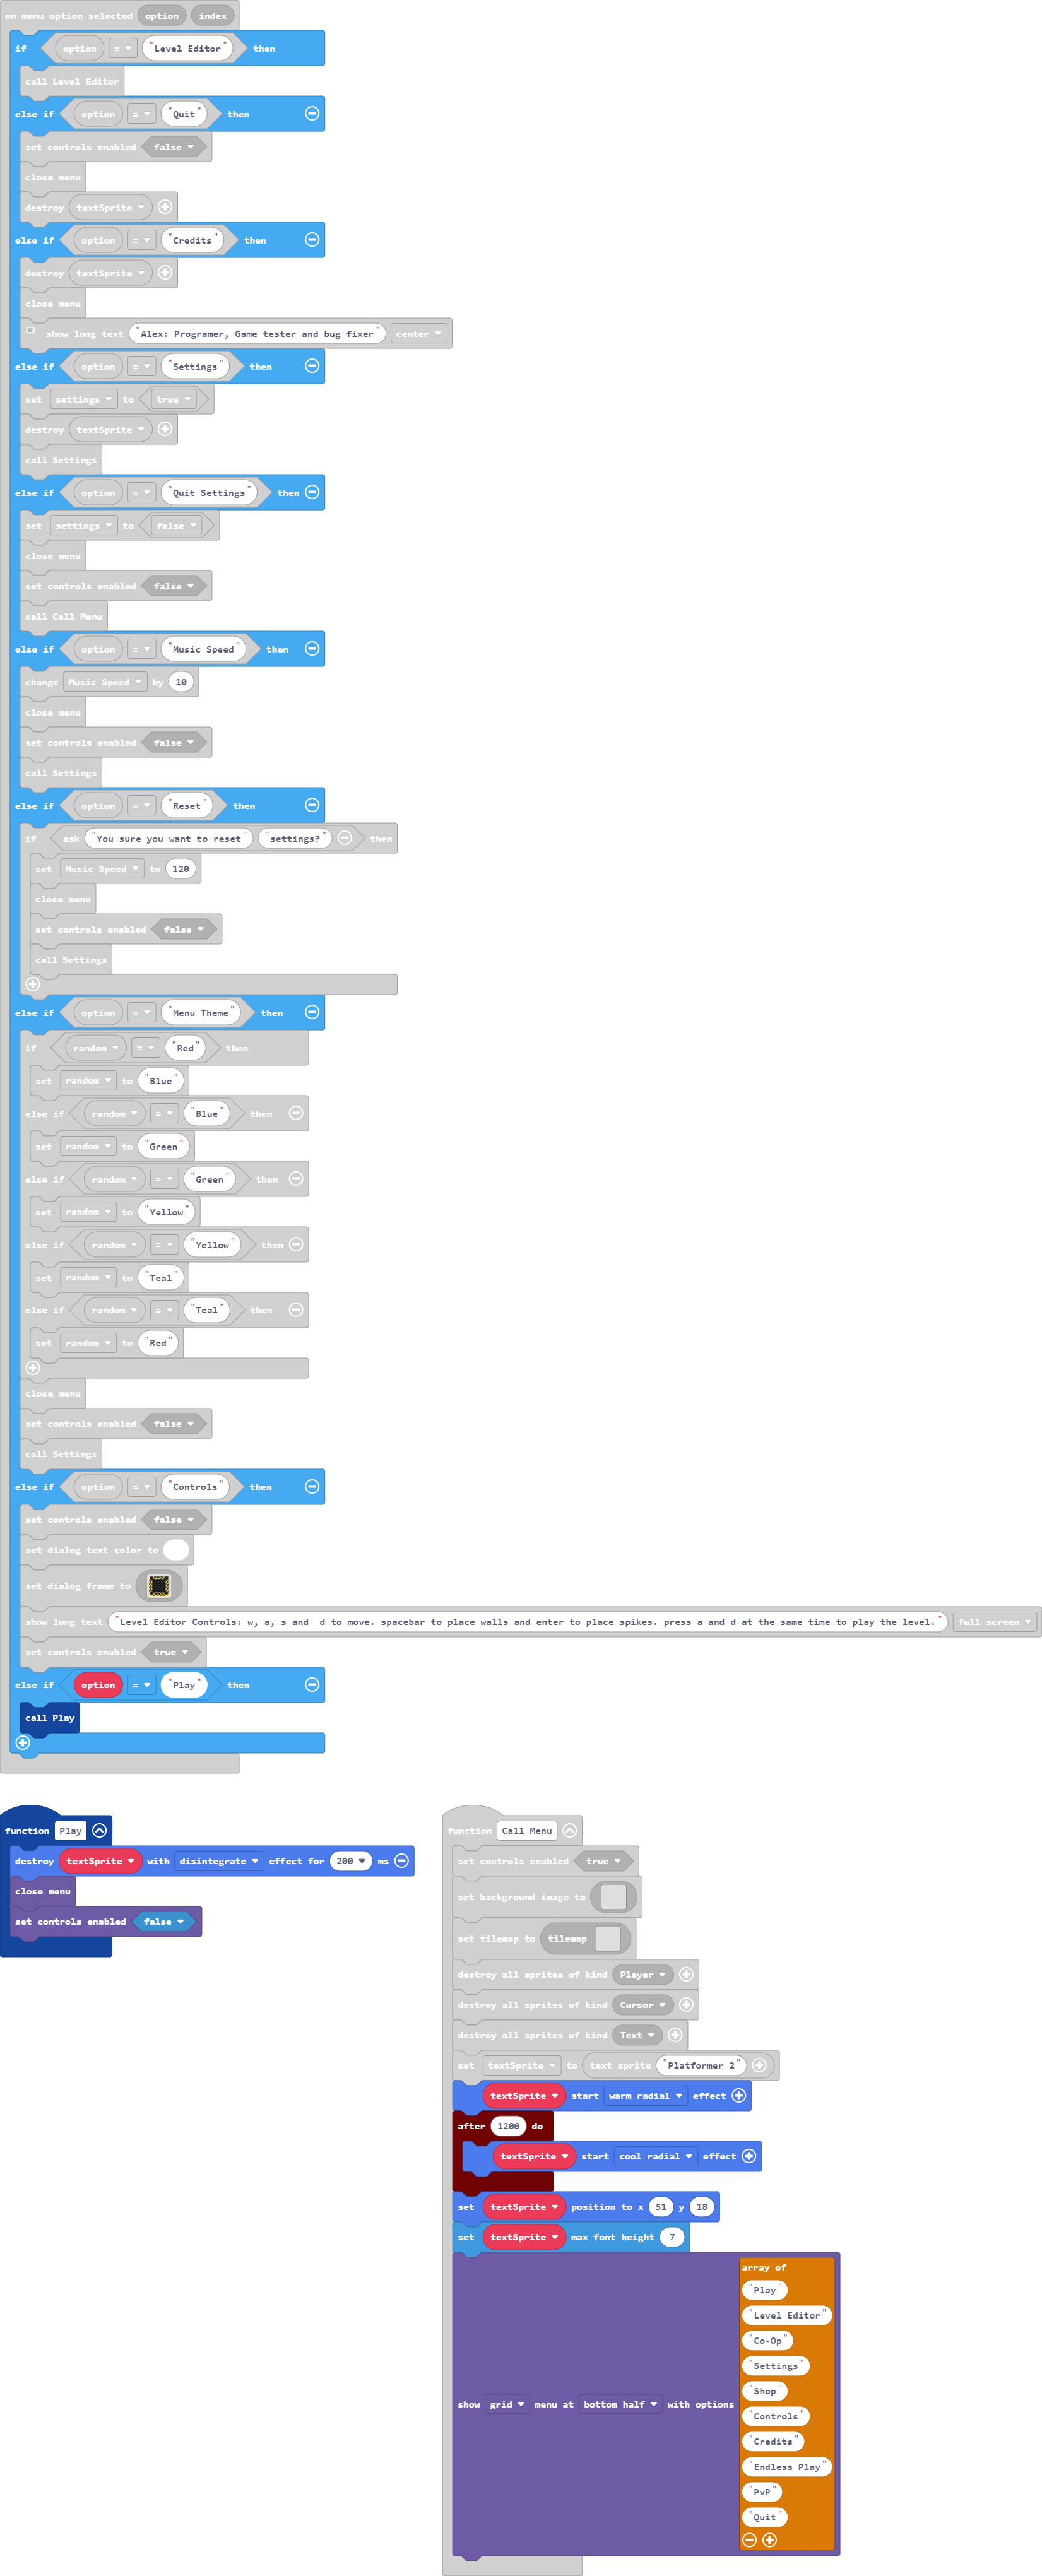 on menu option selected option index
if option = "Level Editor" then
call Level Editor
else if option = "Quit" then
set controls enabled false
close menu
destroy textSprite
else if option = "Credits" then
destroy textSprite
close menu
show long text "Alex: Programer, Game tester and bug fixer" center
else if option = "Settings" then
set settings to true
destroy textSprite
call Settings
else if option = "Quit Settings" then
set settings to false
close menu
set controls enabled false
call Call Menu
else if option = "Music Speed" then
change Music Speed by 10
close menu
set controls enabled false
call Settings
else if option = "Reset" then
if ask "You sure you want to reset" "settings?" then
set Music Speed to 120
close menu
set controls enabled false
call Settings
else if option = "Menu Theme" then
if random = "Red" then
set random to "Blue"
else if random = "Blue" then
set random to "Green"
else if random = "Green" then
set random to "Yellow"
else if random = "Yellow" then
set random to "Teal"
else if random = "Teal" then
set random to "Red"
close menu
set controls enabled false
call Settings
else if option = "Controls" then
set controls enabled false
set dialog text color to
set dialog frame to
show long text "Level Editor Controls: w, a, s and  d to move. spacebar to place walls and enter to place spikes. press a and d at the same time to play the level." full screen
set controls enabled true
else if option = "Play" then
call Play
function Play
destroy textSprite with disintegrate effect for 200 ms
close menu
set controls enabled false
function Call Menu
set controls enabled true
set background image to
set tilemap to tilemap
destroy all sprites of kind Player
destroy all sprites of kind Cursor
destroy all sprites of kind Text
set textSprite to text sprite "Platformer 2"
textSprite start warm radial effect
after 1200 do
textSprite start cool radial effect
set textSprite position to x 51 y 18
set textSprite max font height 7
show grid menu at bottom half with options
array of
"Play"
"Level Editor"
"Co-Op"
"Settings"
"Shop"
"Controls"
"Credits"
"Endless Play"
"PvP"
"Quit"